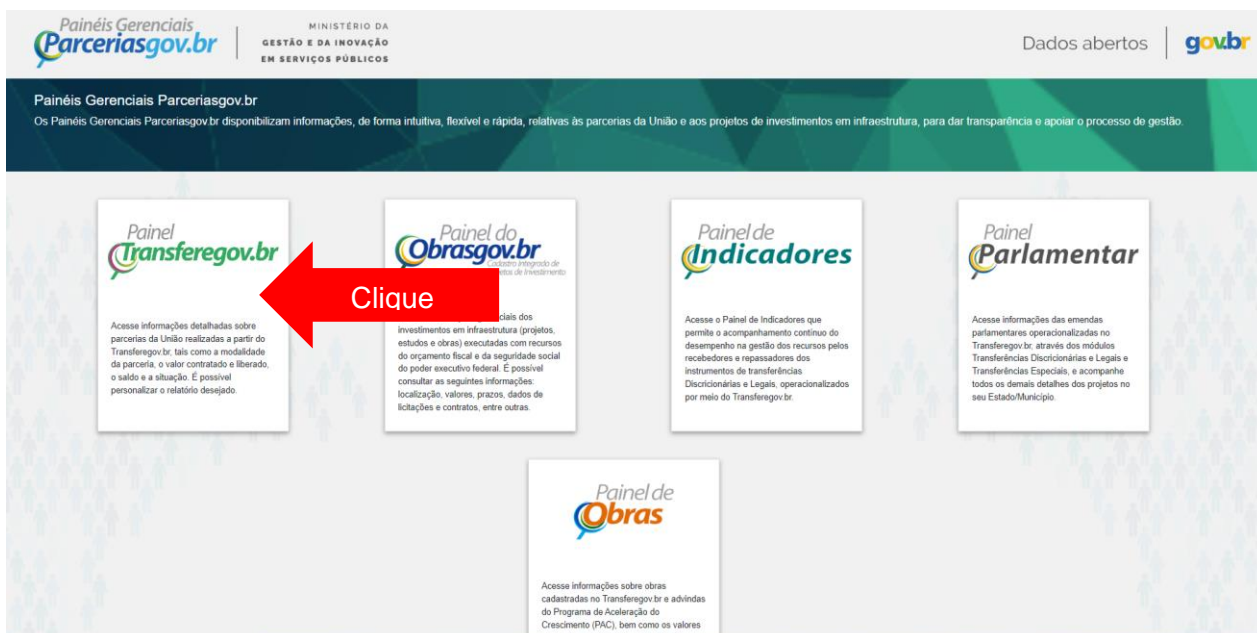 Painéis Gerenciais
Parceriasgov.br
MINISTÉRIO DA
GESTÃO E DA INOVAÇÃO
EM SERVIÇOS PÚBLICOS
Dados abertos
gov.br
Painéis Gerenciais Parceriasgov.br
Os Painéis Gerenciais Parceriasgov.br disponibilizam informações, de forma intuitiva, flexível e rápida, relativas às parcerias da União e aos projetos de investimentos em infraestrutura, para dar transparência e apoiar o processo de gestão.
Painel
Transferegov.br
Acesse informações detalhadas sobre
parcerias da União realizadas a partir do
Transferegov.br, tais como a modalidade
da parceria, o valor contratado e liberado,
o saldo e a situação. É possível
personalizar o relatório desejado.
Clique
Painel do
Obrasgov.br
Cadastro Integrado de
de Investimento
dos
investimentos em infraestrutura (projetos,
estudos e obras) executadas com recursos
do orçamento fiscal e da seguridade social
do poder executivo federal. É possível
consultar as seguintes informações:
localização, valores, prazos, dados de
licitações e contratos, entre outras.
Painel de
Indicadores
Acesse o Painel de Indicadores que
permite o acompanhamento contínuo do
desempenho na gestão dos recursos pelos
recebedores e repassadores dos
instrumentos de transferências
Discricionárias e Legais, operacionalizados
por meio do Transferegov.br.
Painel
Parlamentar
Acesse informações das emendas
parlamentares operacionalizadas no
Transferegov.br, através dos módulos
Transferências Discricionárias e Legais e
Transferências Especiais, e acompanhe
todos os demais detalhes dos projetos no
seu Estado/Município.
Painel de
Obras
Acesse informações sobre obras
cadastradas no Transferegov.br e advindas
do Programa de Aceleração do
Crescimento (PAC), bem como os valores